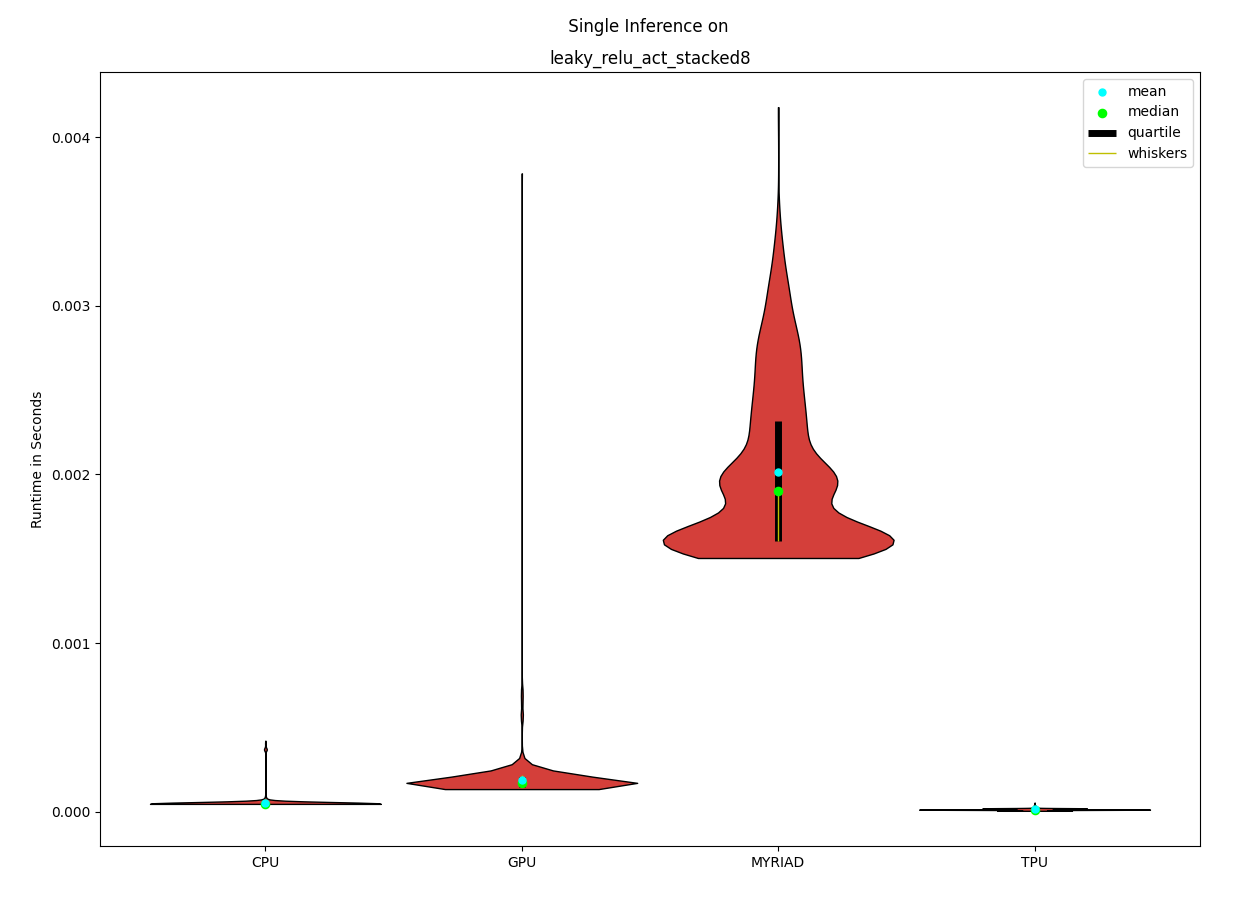 Single Inference on
leaky_relu_act_stacked8
mean
median
quartile
whiskers
Runtime in Seconds
0.004
0.003
0.002
0.001
0.000
CPU GPU MYRIAD TPU